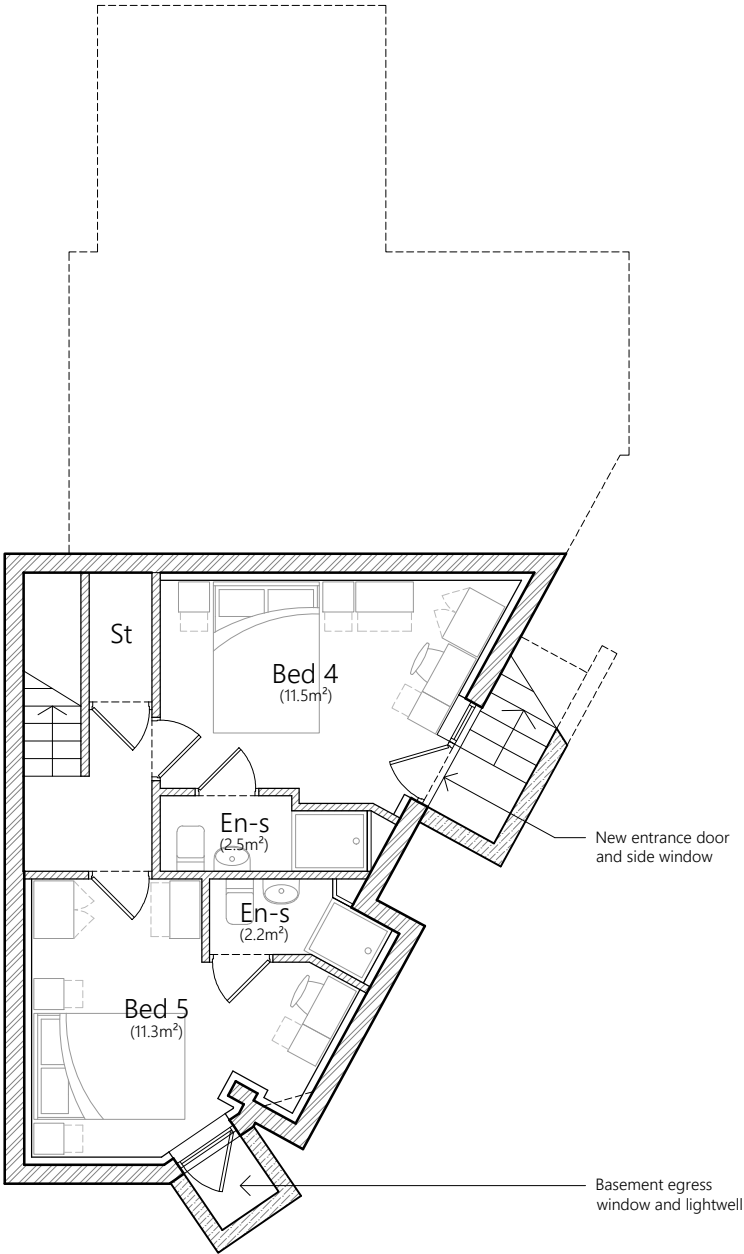 St
Bed 4
(11.5m²)
En-s
(2.5m²)
New entrance door
and side window
En-s
(2.2m²)
Bed 5
(11.3m²)
Basement egress
window and lightwell